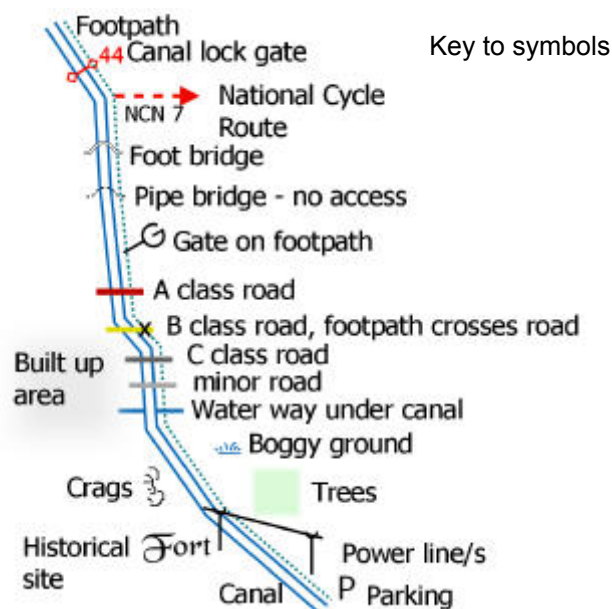 Footpath
44 Canal lock gate
Key to symbols
NCN 7
National Cycle
Route
Foot bridge
Pipe bridge - no access
Gate on footpath
A class road
B class road, footpath crosses road
Built up
area
C class road
minor road
Water way under canal
Boggy ground
Crags
Trees
Historical
site
Fort
Power line/s
Canal
P Parking